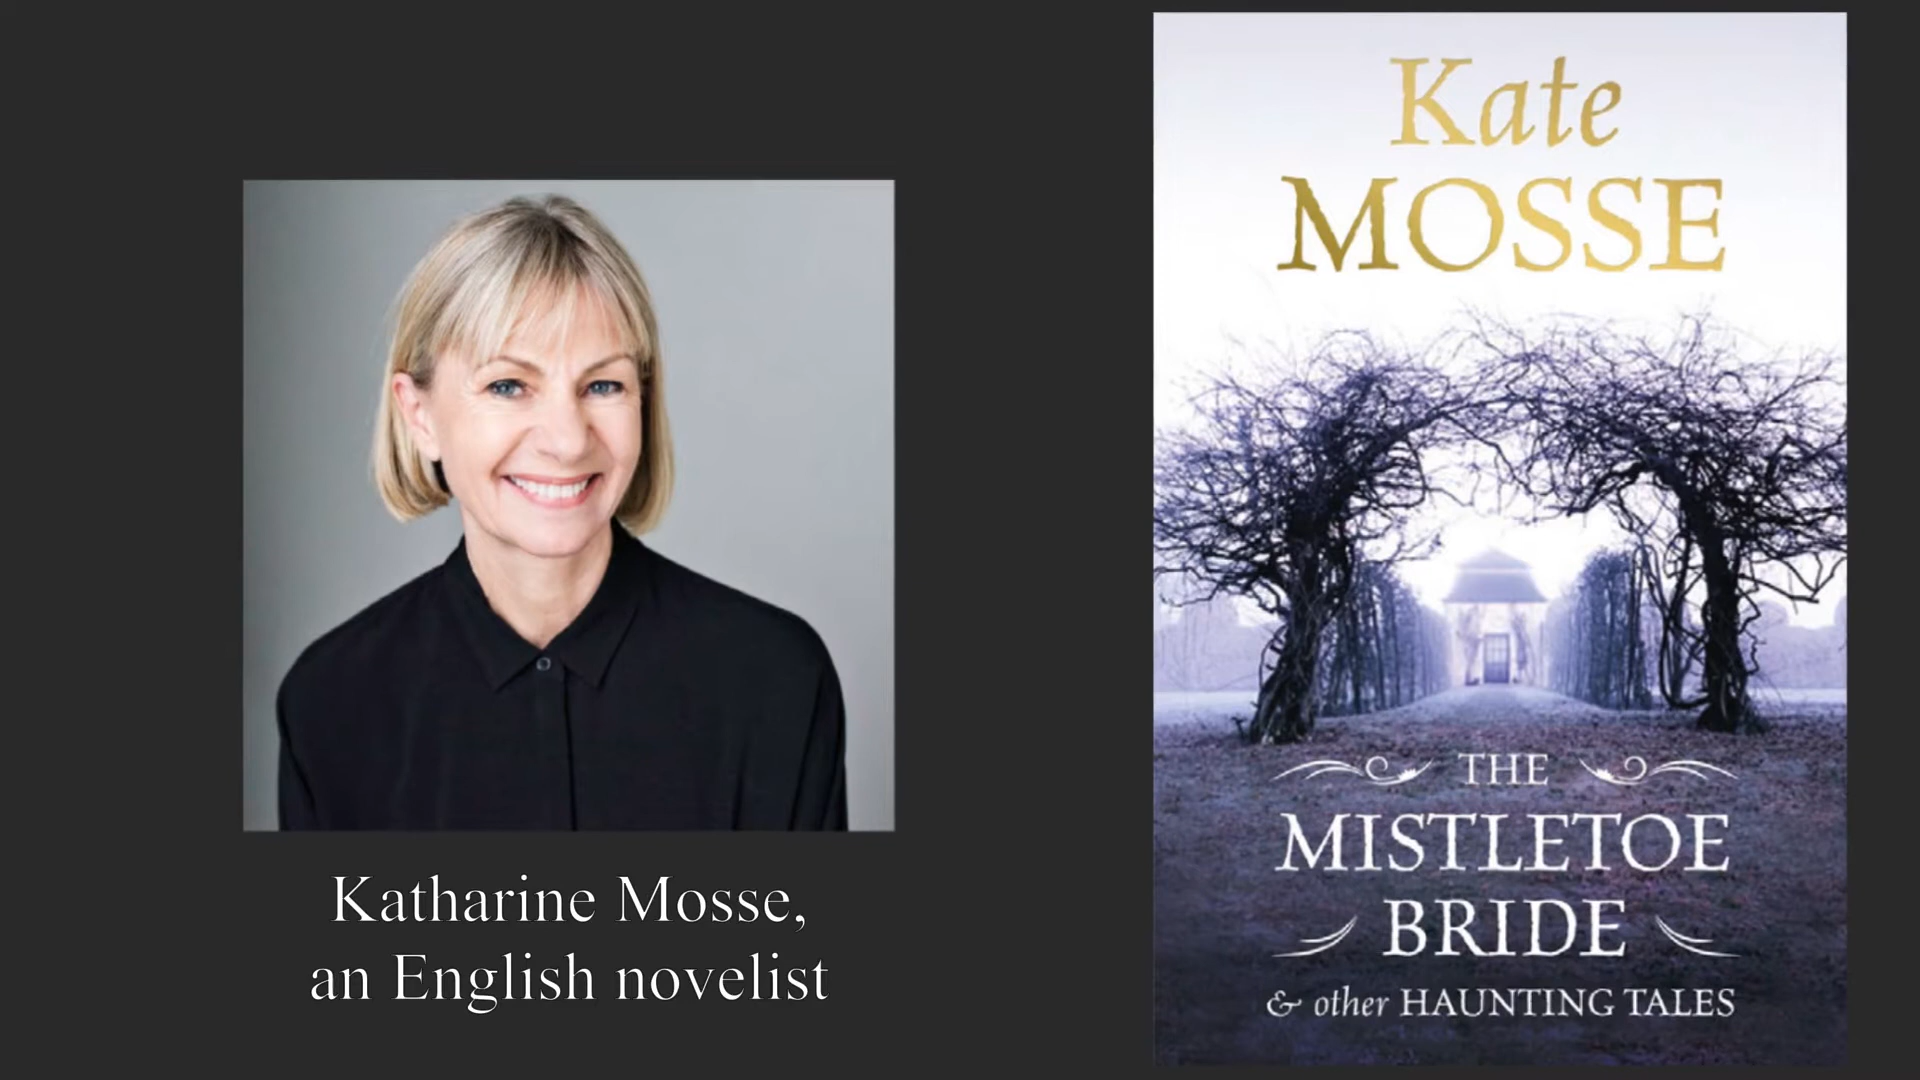 Katharine Mosse,
an English novelist
Kate
MOSSE
THE
MISTLETOE
BRIDE
& other HAUNTING TALES